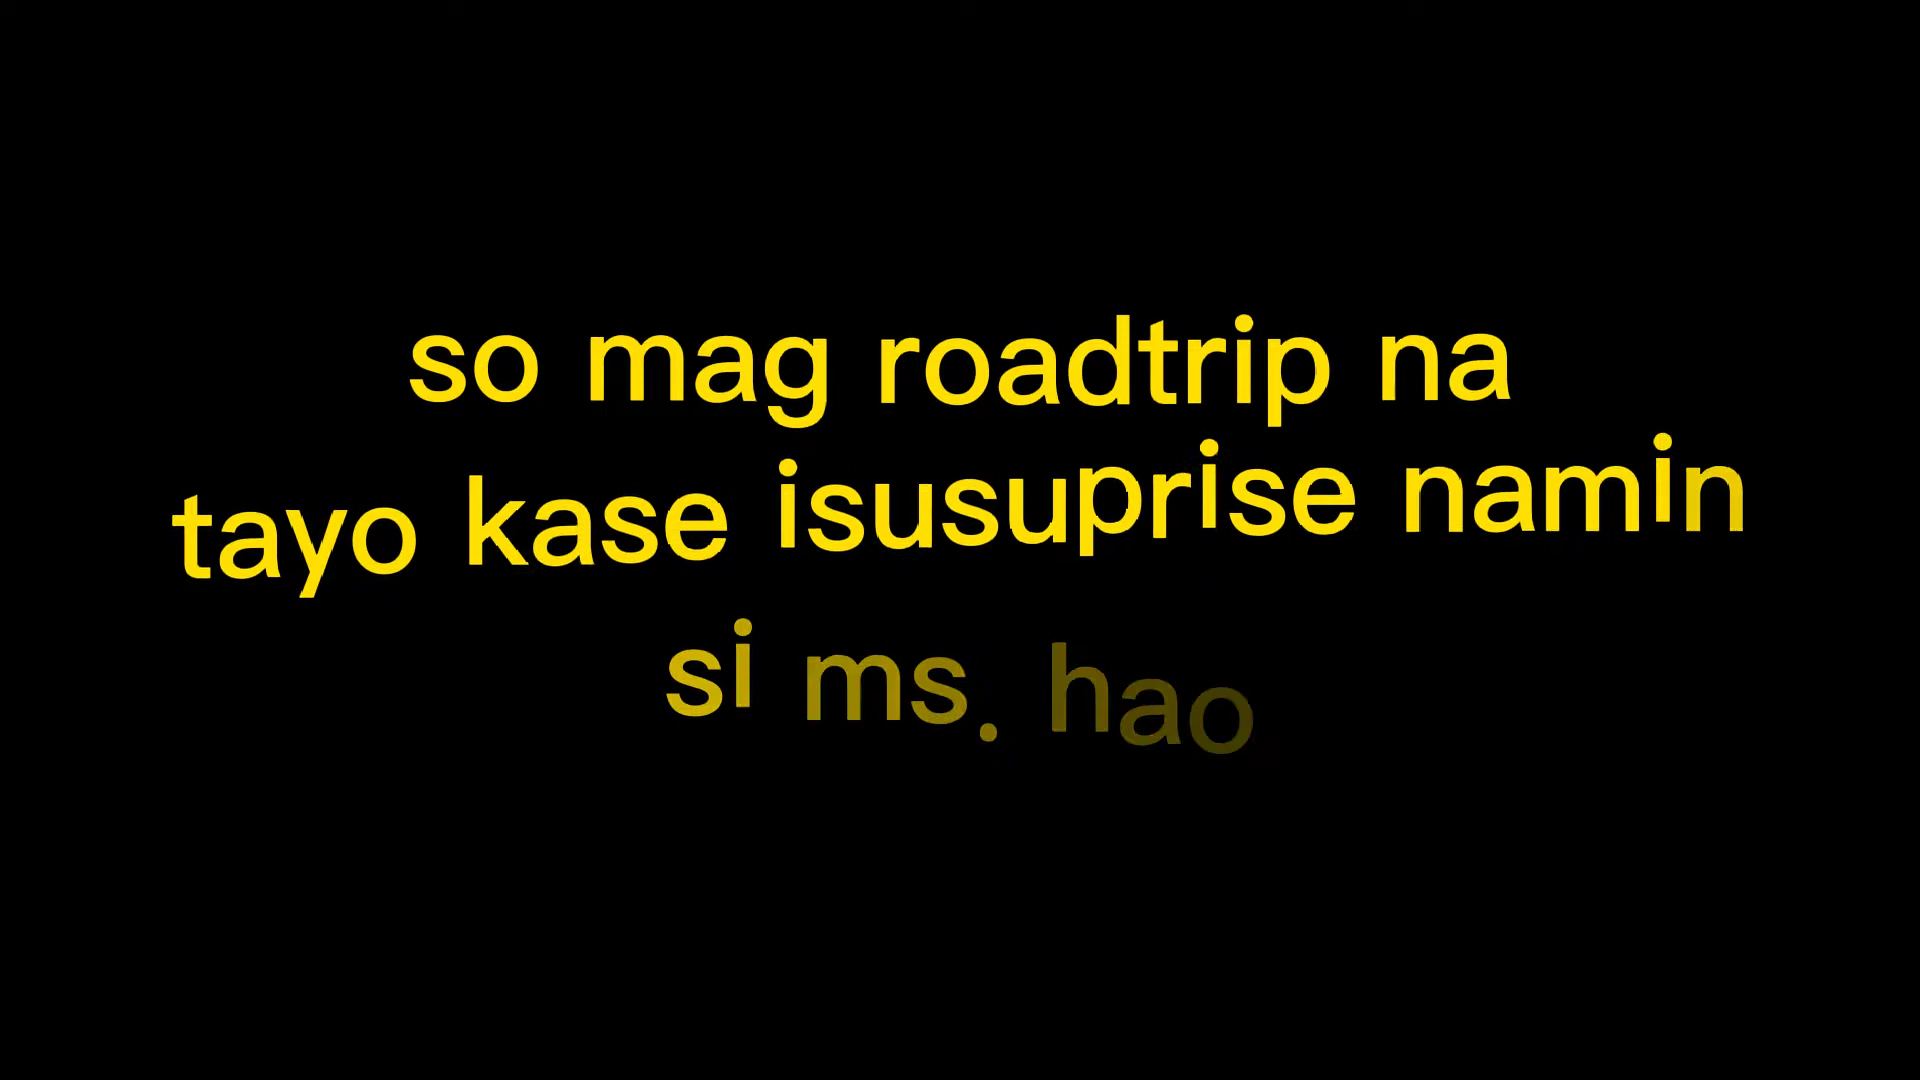 so mag roadtrip na
tayo kase isusuprise namin
si ms. hao